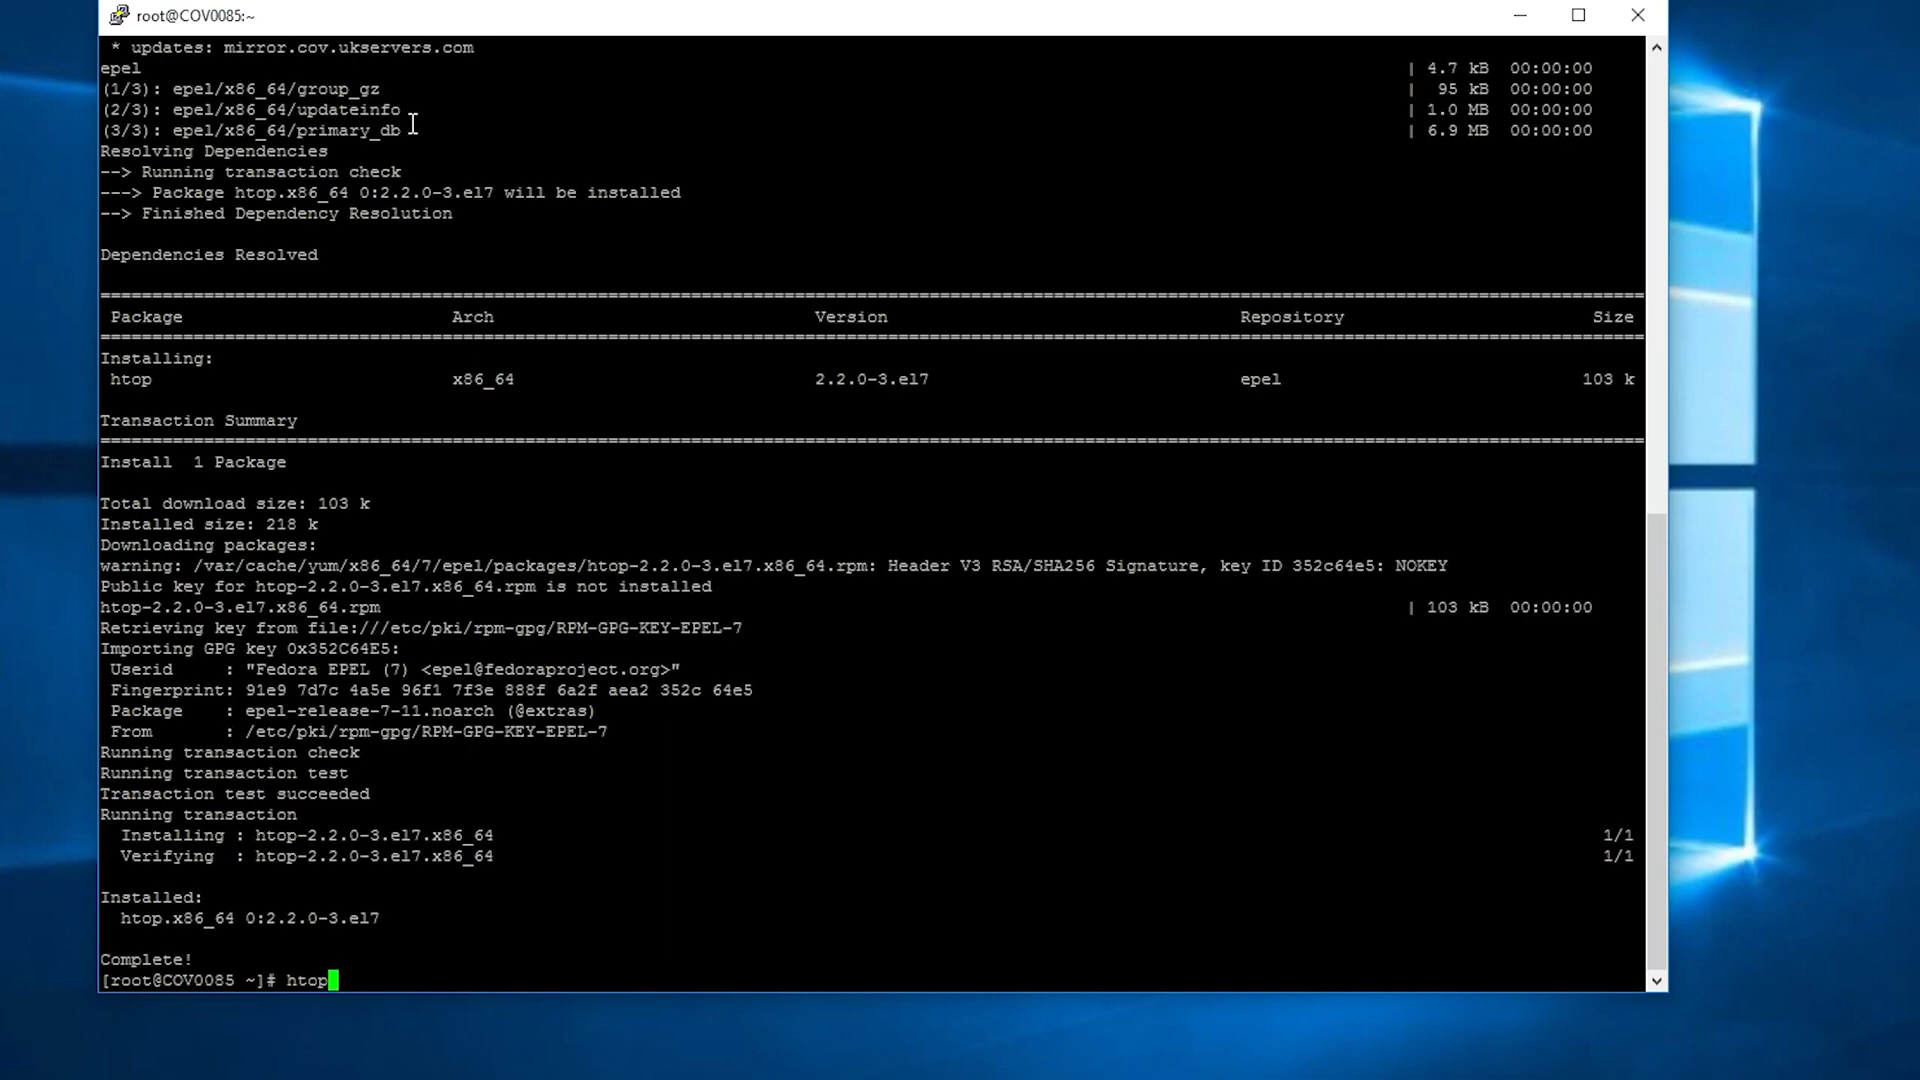 root@COV0085:~
 * updates: mirror.cov.ukservers.com
epel | 4.7 kB 00:00:00
(1/3): epel/x86_64/group_gz | 95 kB 00:00:00
(2/3): epel/x86_64/updateinfo | 1.0 MB 00:00:00
(3/3): epel/x86_64/primary_db | 6.9 MB 00:00:00
Resolving Dependencies
--> Running transaction check
---> Package htop.x86_64 0:2.2.0-3.el7 will be installed
--> Finished Dependency Resolution
Dependencies Resolved
================================================================================
Package Arch Version Repository Size
================================================================================
Installing:
htop x86_64 2.2.0-3.el7 epel 103 k
Transaction Summary
================================================================================
Install 1 Package
Total download size: 103 k
Installed size: 218 k
Downloading packages:
warning: /var/cache/yum/x86_64/7/epel/packages/htop-2.2.0-3.el7.x86_64.rpm: Header V3 RSA/SHA256 Signature, key ID 352c64e5: NOKEY
Public key for htop-2.2.0-3.el7.x86_64.rpm is not installed
htop-2.2.0-3.el7.x86_64.rpm | 103 kB 00:00:00
Retrieving key from file:///etc/pki/rpm-gpg/RPM-GPG-KEY-EPEL-7
Importing GPG key 0x352C64E5:
 Userid : "Fedora EPEL (7) <epel@fedoraproject.org>"
 Fingerprint: 91e9 7d7c 4a5e 96f1 7f3e 888f 6a2f aea2 352c 64e5
 Package : epel-release-7-11.noarch (@extras)
 From : /etc/pki/rpm-gpg/RPM-GPG-KEY-EPEL-7
Running transaction check
Running transaction test
Transaction test succeeded
Running transaction
  Installing : htop-2.2.0-3.el7.x86_64 1/1
  Verifying : htop-2.2.0-3.el7.x86_64 1/1
Installed:
  htop.x86_64 0:2.2.0-3.el7
Complete!
[root@COV0085 ~]# htop